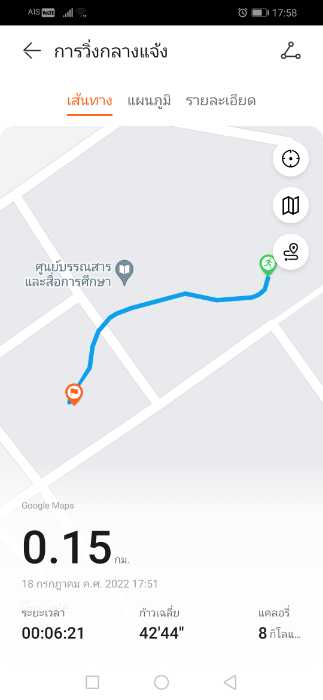 AIS 17:58
การวิ่งกลางแจ้ง
เส้นทาง แผนภูมิ รายละเอียด
ศูนย์บรรณสาร
และสื่อการศึกษา
Google Maps
0.15 กม.
18 กรกฎาคม ค.ศ. 2022 17:51
ระยะเวลา ก้าวเฉลี่ย แคลอรี่
00:06:21 42'44" 8 กิโลแ...